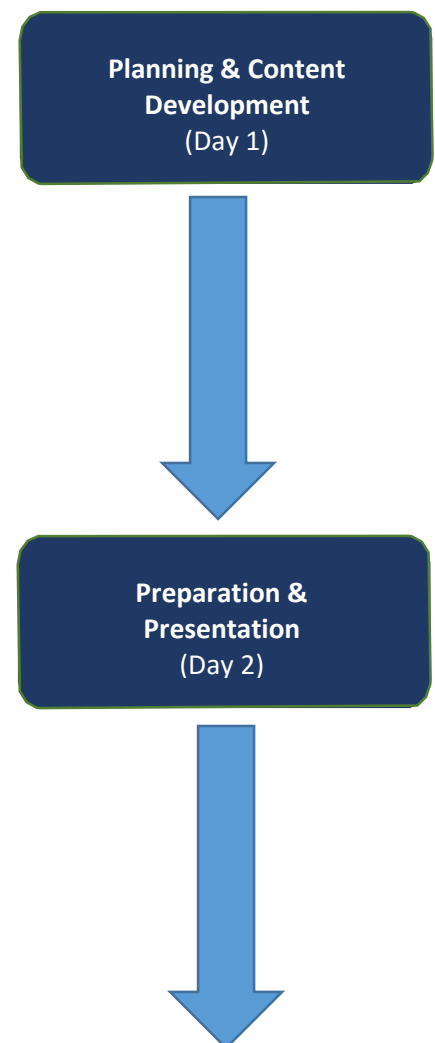 Planning & Content
Development
(Day 1)
Preparation &
Presentation
(Day 2)